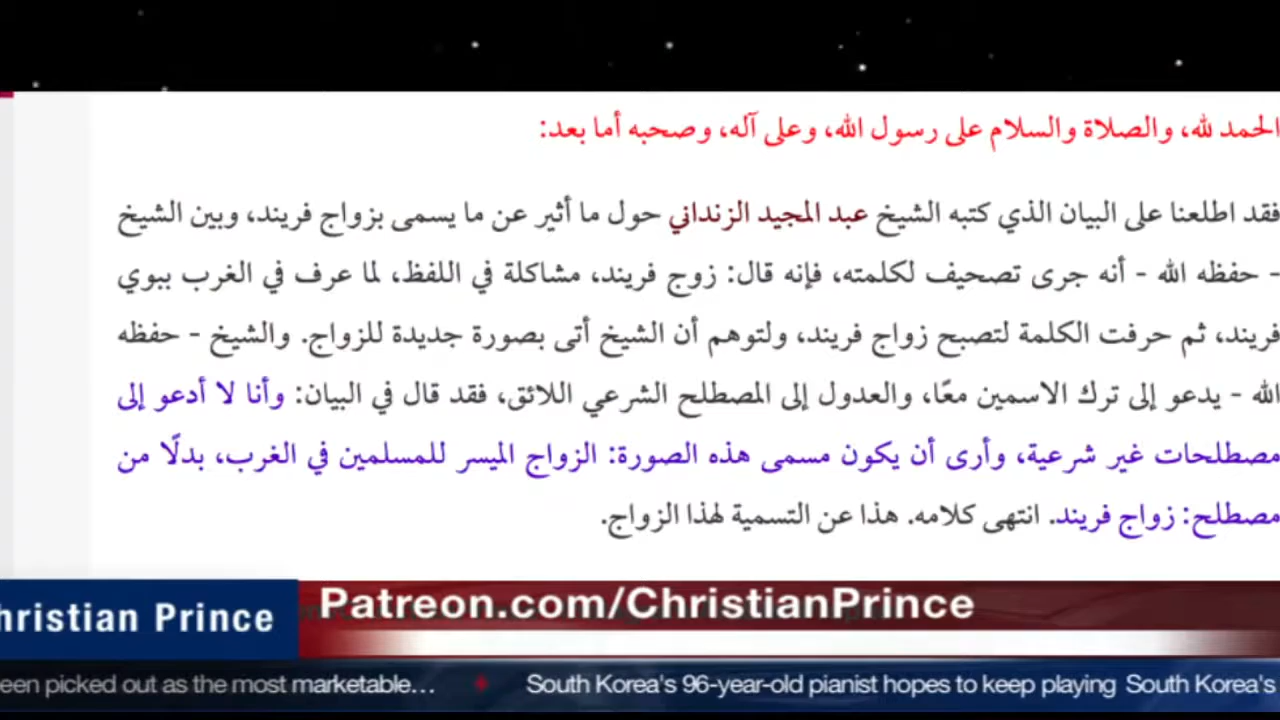 الحمد لله، والصلاة والسلام على رسول الله، وعلى آله، وصحبه أما بعد:
فقد اطلعنا على البيان الذي كتبه الشيخ عبد المجيد الزنداني حول ما أثير عن ما يسمى بزواج فريند، وبين الشيخ
- حفظه الله - أنه جرى تصحيف لكلمته، فإنه قال: زوج فريند، مشاكلة في اللفظ، لما عرف في الغرب ببوي
فريند، ثم حرفت الكلمة لتصبح زواج فريند، ولتوهم أن الشيخ أتى بصورة جديدة للزواج. والشيخ - حفظه
الله - يدعو إلى ترك الاسمين معًا، والعدول إلى المصطلح الشرعي اللائق، فقد قال في البيان: وأنا لا أدعو إلى
مصطلحات غير شرعية، وأرى أن يكون مسمى هذه الصورة: الزواج الميسر للمسلمين في الغرب، بدلًا من
مصطلح: زواج فريند. انتهى كلامه. هذا عن التسمية لهذا الزواج.
hristian Prince
Patreon.com/ChristianPrince
een picked out as the most marketable... South Korea's 96-year-old pianist hopes to keep playing South Korea's